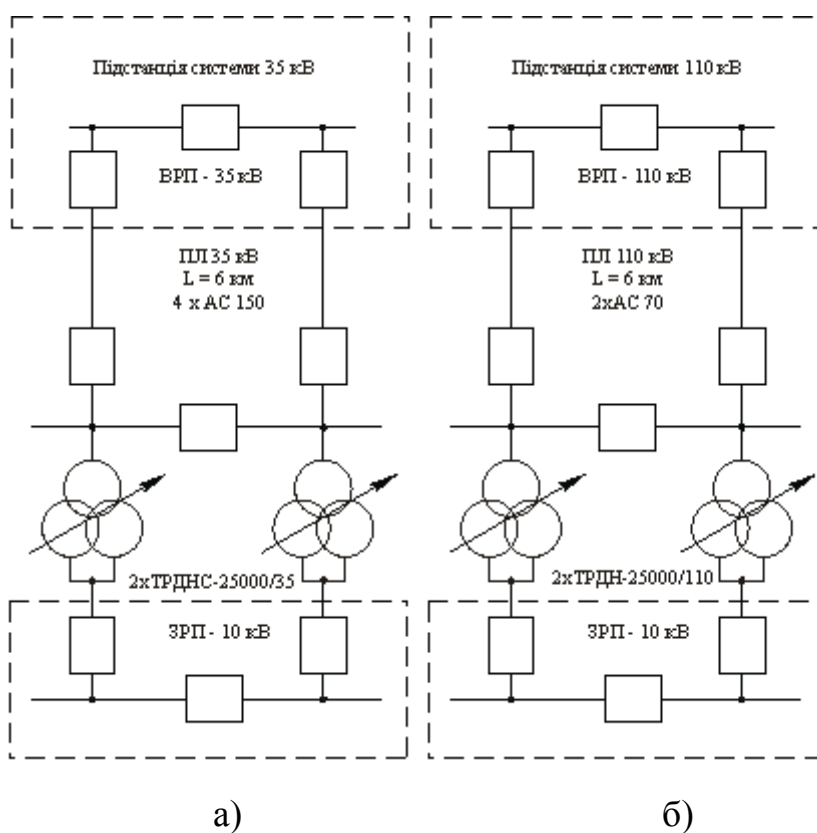 Підстанція системи 35 кВ
ВРП - 35 кВ
ПЛ 35 кВ
L = 6 км
4 х АС 150
2хТРДНС-25000/35
ЗРП - 10 кВ
а)
Підстанція системи 110 кВ
ВРП - 110 кВ
ПЛ 110 кВ
L = 6 км
2хАС 70
2хТРДН-25000/110
ЗРП - 10 кВ
б)